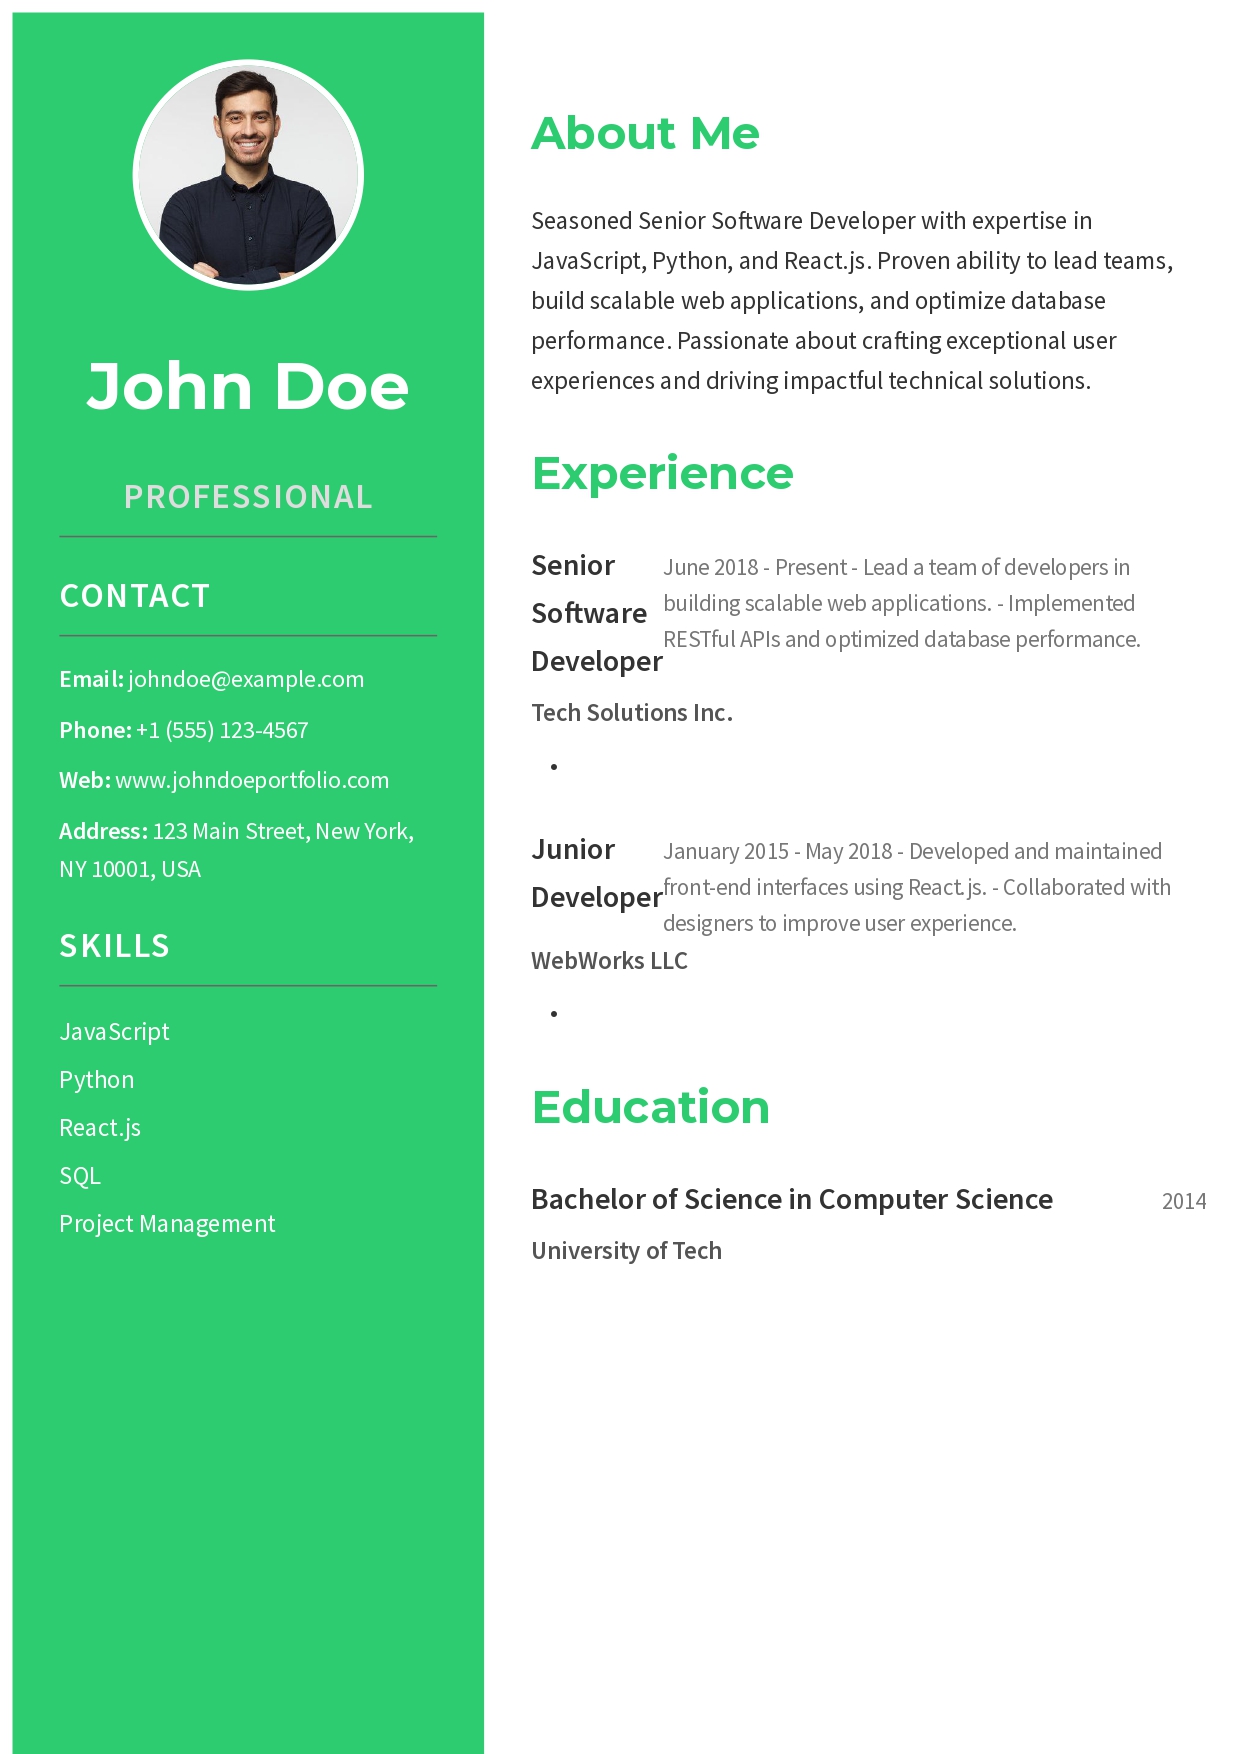 John Doe
PROFESSIONAL
CONTACT
Email: johndoe@example.com
Phone: +1 (555) 123-4567
Web: www.johndoeportfolio.com
Address: 123 Main Street, New York,
NY 10001, USA
SKILLS
JavaScript
Python
React.js
SQL
Project Management
About Me
Seasoned Senior Software Developer with expertise in
JavaScript, Python, and React.js. Proven ability to lead teams,
build scalable web applications, and optimize database
performance. Passionate about crafting exceptional user
experiences and driving impactful technical solutions.
Experience
Senior
Software
Developer
June 2018 - Present - Lead a team of developers in
building scalable web applications. - Implemented
RESTful APIs and optimized database performance.
Tech Solutions Inc.
•
Junior
Developer
January 2015 - May 2018 - Developed and maintained
front-end interfaces using React.js. - Collaborated with
designers to improve user experience.
WebWorks LLC
•
Education
Bachelor of Science in Computer Science 2014
University of Tech